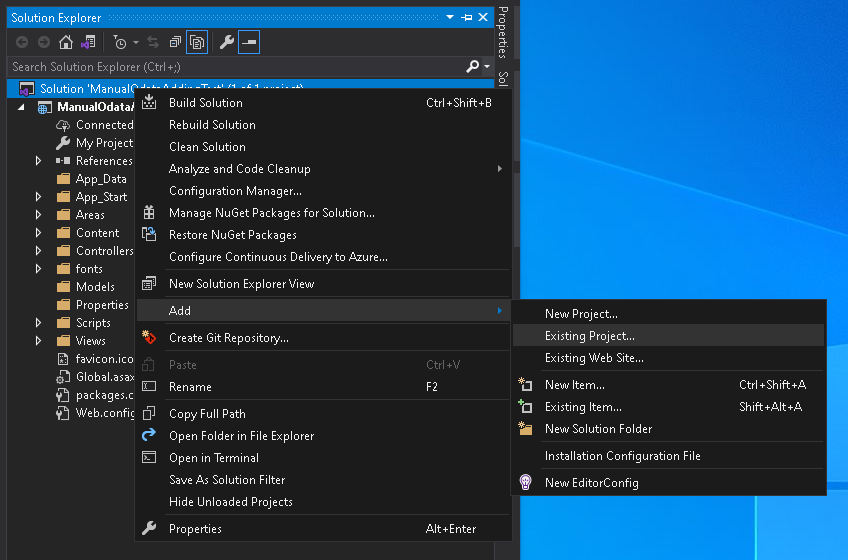 Solution Explorer
Search Solution Explorer (Ctrl+;)
Solution 'ManualOdataAddingTest' (1 of 1 project)
ManualOdata
Connected
My Project
References
App_Data
App_Start
Areas
Content
Controllers
fonts
Models
Properties
Scripts
Views
favicon.ico
Global.asax
packages.c
Web.config
Build Solution Ctrl+Shift+B
Rebuild Solution
Clean Solution
Analyze and Code Cleanup
Configuration Manager...
Manage NuGet Packages for Solution...
Restore NuGet Packages
Configure Continuous Delivery to Azure...
New Solution Explorer View
Add
Create Git Repository...
Paste Ctrl+V
Rename F2
Copy Full Path
Open Folder in File Explorer
Open in Terminal
Save As Solution Filter
Hide Unloaded Projects
Properties Alt+Enter
New Project...
Existing Project...
Existing Web Site...
New Item... Ctrl+Shift+A
Existing Item... Shift+Alt+A
New Solution Folder
Installation Configuration File
New EditorConfig
Properties
Sol